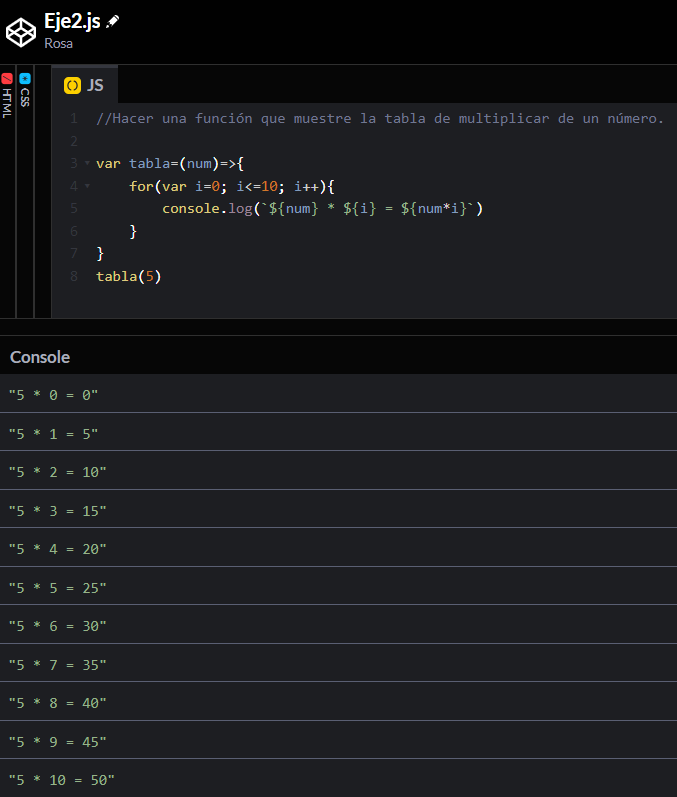 Eje2.js
Rosa
HTML
CSS
JS
1 //Hacer una función que muestre la tabla de multiplicar de un número.
2
3 var tabla=(num)=>{
4     for(var i=0; i<=10; i++){
5         console.log(`${num} * ${i} = ${num*i}`)
6     }
7 }
8 tabla(5)
Console
"5 * 0 = 0"
"5 * 1 = 5"
"5 * 2 = 10"
"5 * 3 = 15"
"5 * 4 = 20"
"5 * 5 = 25"
"5 * 6 = 30"
"5 * 7 = 35"
"5 * 8 = 40"
"5 * 9 = 45"
"5 * 10 = 50"